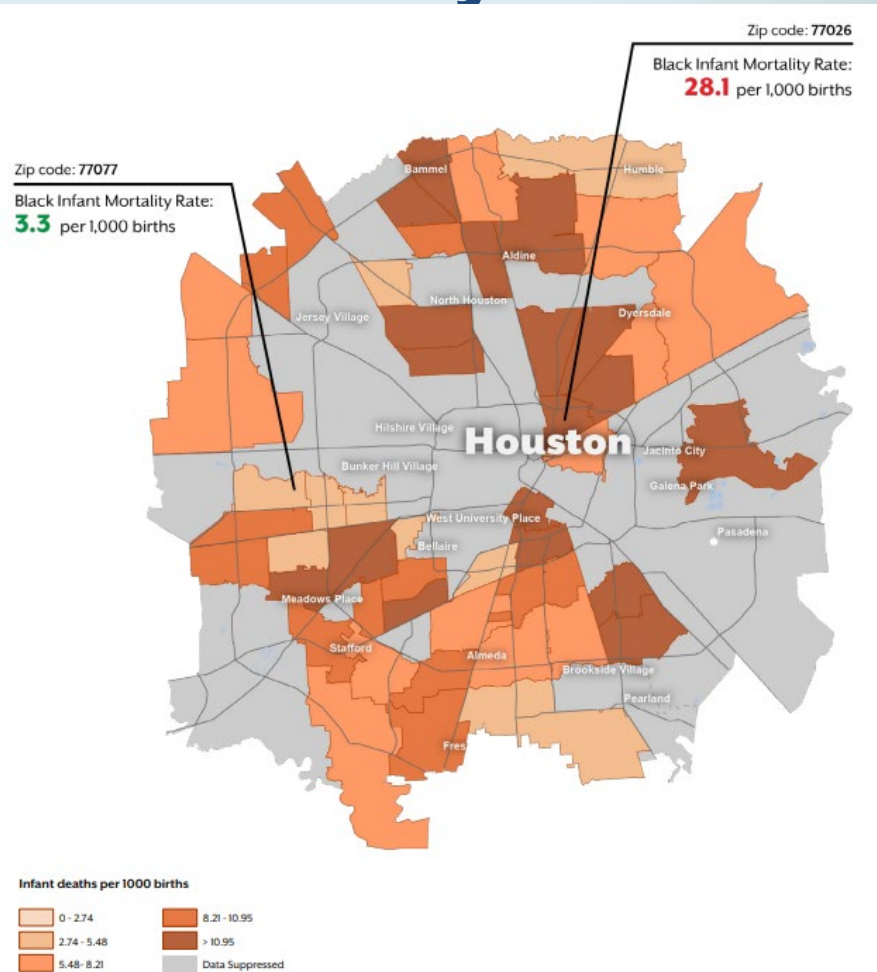 Zip code: 77026
Black Infant Mortality Rate:
28.1 per 1,000 births
Zip code: 77077
Black Infant Mortality Rate:
3.3 per 1,000 births
Bammel
Humble
Aldine
North Houston
Jersey Village
Dyersdale
Hilshire Village
Houston
Jacinto City
Bunker Hill Village
Galena Park
West University Place
Pasadena
Bellaire
Meadows Place
Stafford
Almeda
Brookside Village
Pearland
Fres
Infant deaths per 1000 births
0 - 2.74
8.21 - 10.95
2.74 - 5.48
> 10.95
5.48- 8.21
Data Suppressed